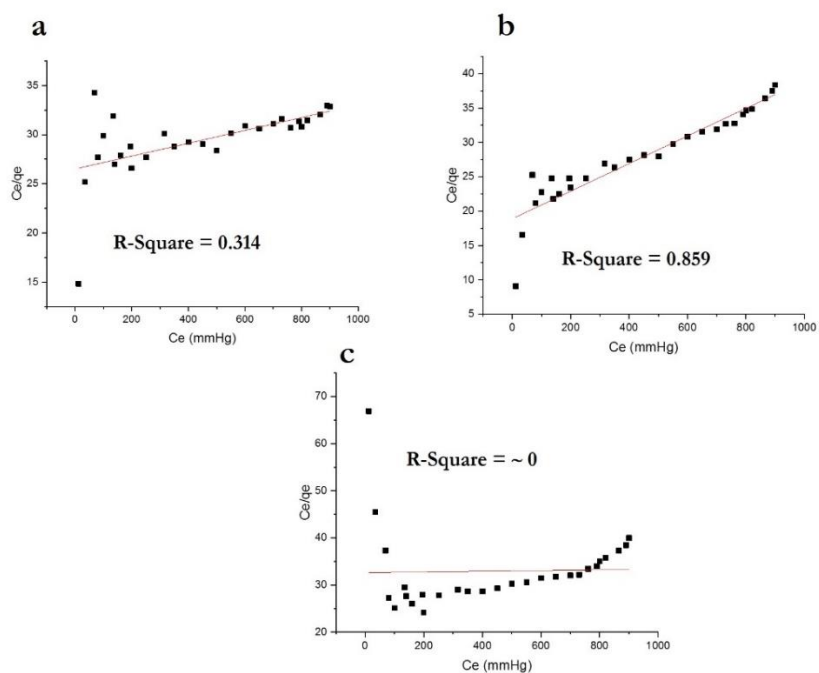 a
35
30
25
20
15
Ce/qe
R-Square = 0.314
0 200 400 600 800 1000
Ce (mmHg)
b
40
35
30
25
20
15
10
5
Ce/qe
R-Square = 0.859
0 200 400 600 800 1000
Ce (mmHg)
c
70
60
50
40
30
20
Ce/qe
R-Square = ~ 0
0 200 400 600 800 1000
Ce (mmHg)